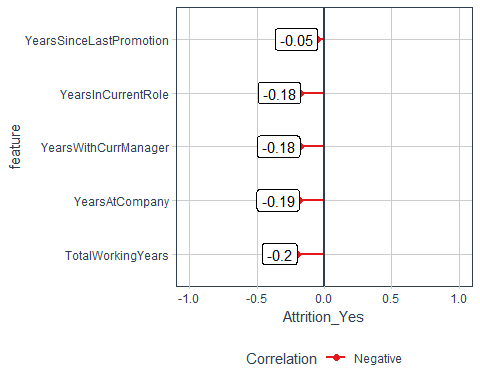 YearsSinceLastPromotion
-0.05
YearsInCurrentRole
-0.18
YearsWithCurrManager
-0.18
YearsAtCompany
-0.19
TotalWorkingYears
-0.2
feature
-1.0 -0.5 0.0 0.5 1.0
Attrition_Yes
Correlation Negative